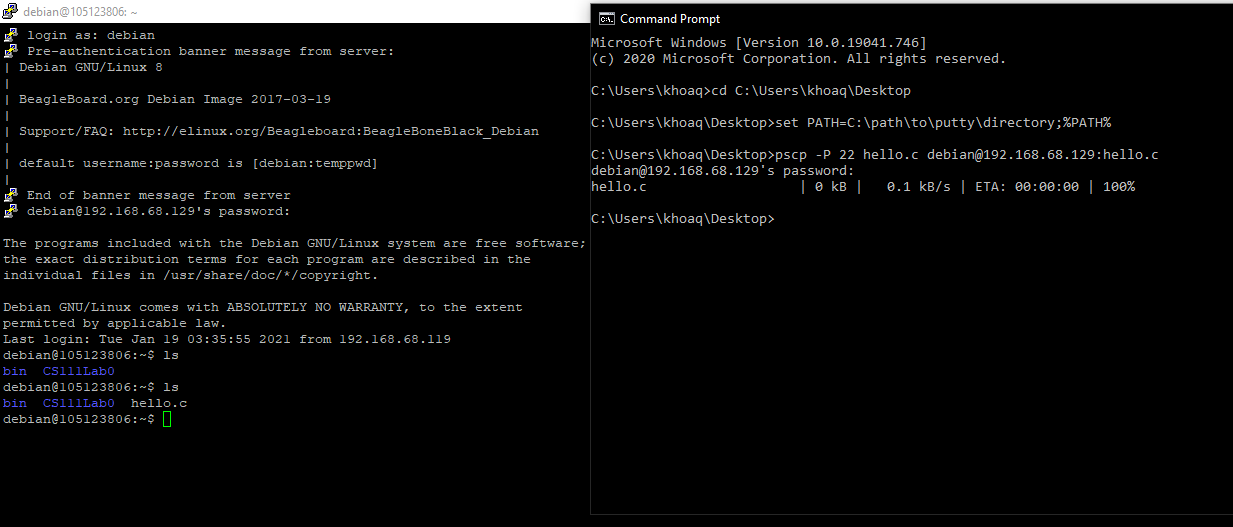 debian@105123806: ~
login as: debian
Pre-authentication banner message from server:
| Debian GNU/Linux 8
|
| BeagleBoard.org Debian Image 2017-03-19
|
| Support/FAQ: http://elinux.org/Beagleboard:BeagleBoneBlack_Debian
|
| default username:password is [debian:temppwd]
|
End of banner message from server
debian@192.168.68.129's password:
The programs included with the Debian GNU/Linux system are free software;
the exact distribution terms for each program are described in the
individual files in /usr/share/doc/*/copyright.
Debian GNU/Linux comes with ABSOLUTELY NO WARRANTY, to the extent
permitted by applicable law.
Last login: Tue Jan 19 03:35:55 2021 from 192.168.68.119
debian@105123806:~$ ls
bin  CS111Lab0
debian@105123806:~$ ls
bin  CS111Lab0  hello.c
debian@105123806:~$
Command Prompt
Microsoft Windows [Version 10.0.19041.746]
(c) 2020 Microsoft Corporation. All rights reserved.
C:\Users\khoaq>cd C:\Users\khoaq\Desktop
C:\Users\khoaq\Desktop>set PATH=C:\path\to\putty\directory;%PATH%
C:\Users\khoaq\Desktop>pscp -P 22 hello.c debian@192.168.68.129:hello.c
debian@192.168.68.129's password:
hello.c                   | 0 kB |   0.1 kB/s | ETA: 00:00:00 | 100%
C:\Users\khoaq\Desktop>